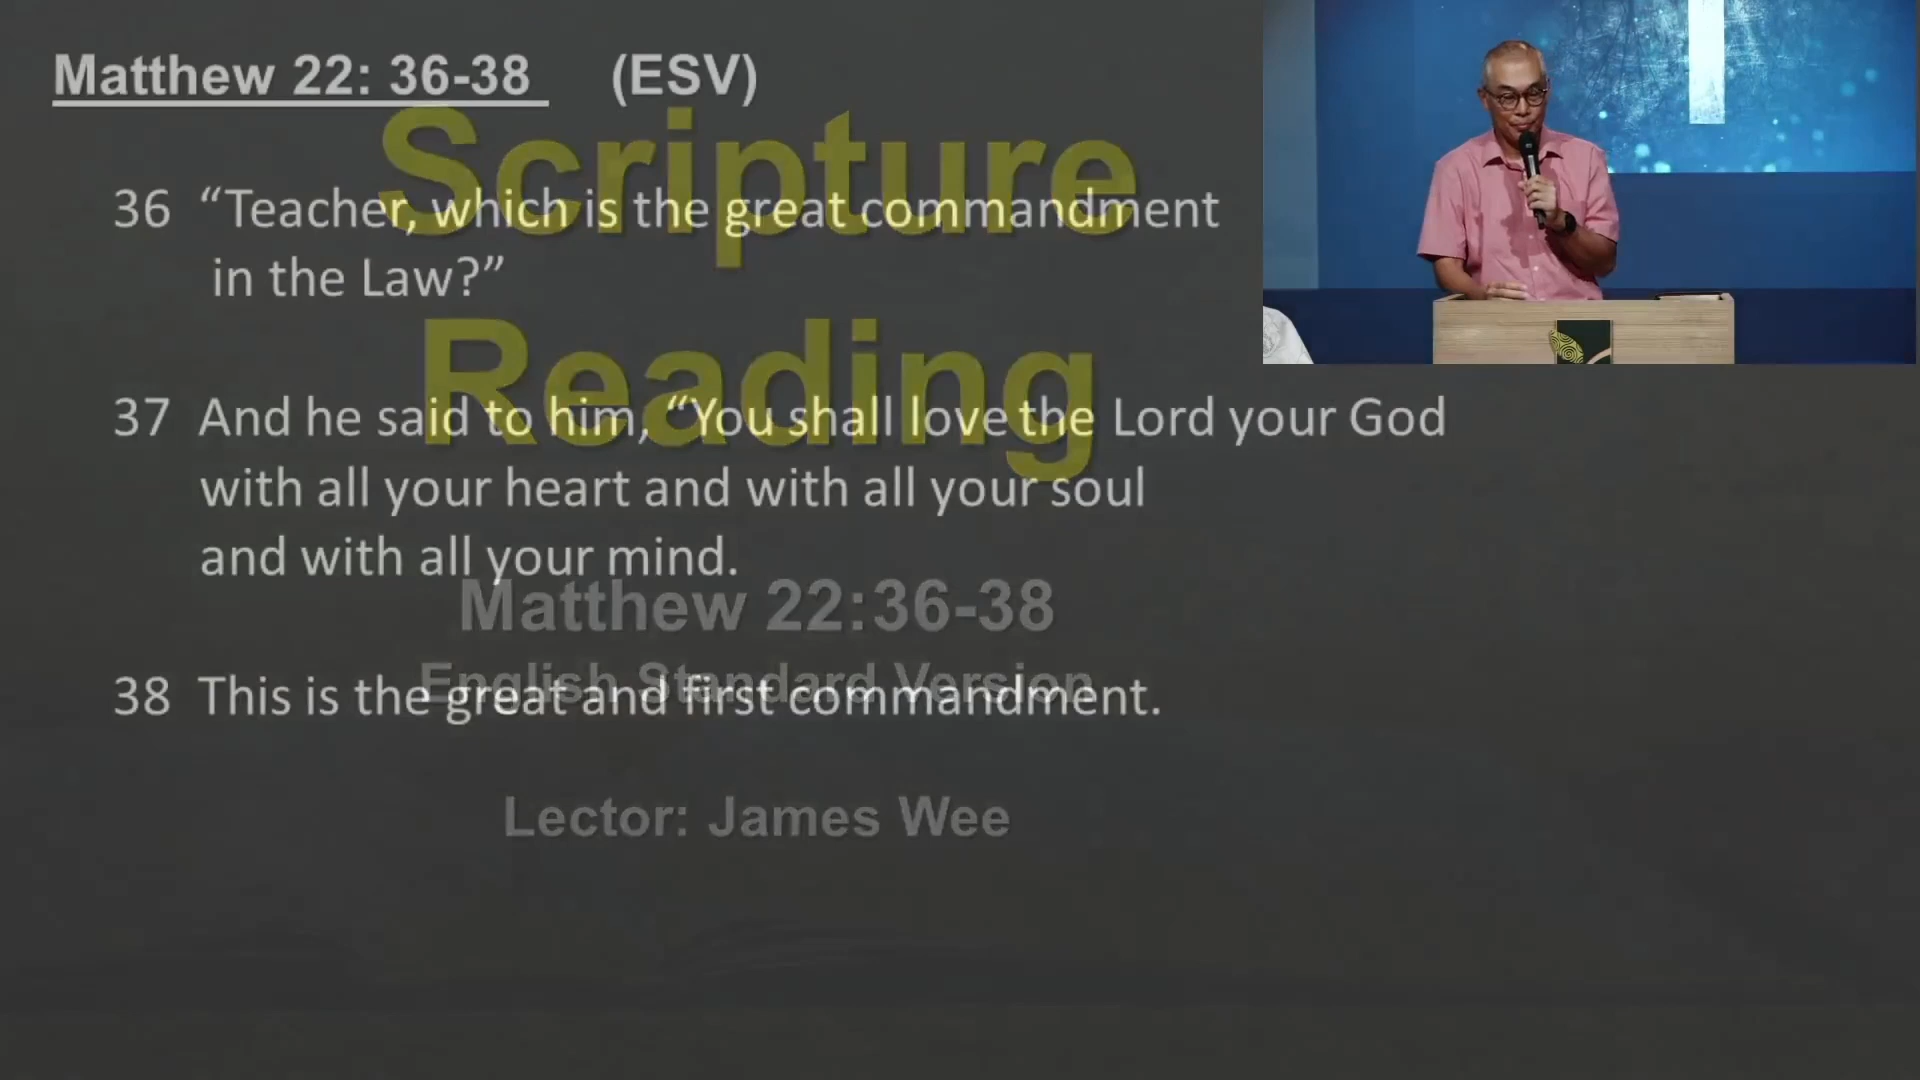 Matthew 22: 36-38 (ESV)
Scripture
36 “Teacher, which is the great commandment
in the Law?”
Reading
37 And he said to him, “You shall love the Lord your God
with all your heart and with all your soul
and with all your mind.
Matthew 22:36-38
English Standard Version
38 This is the great and first commandment.
Lector: James Wee